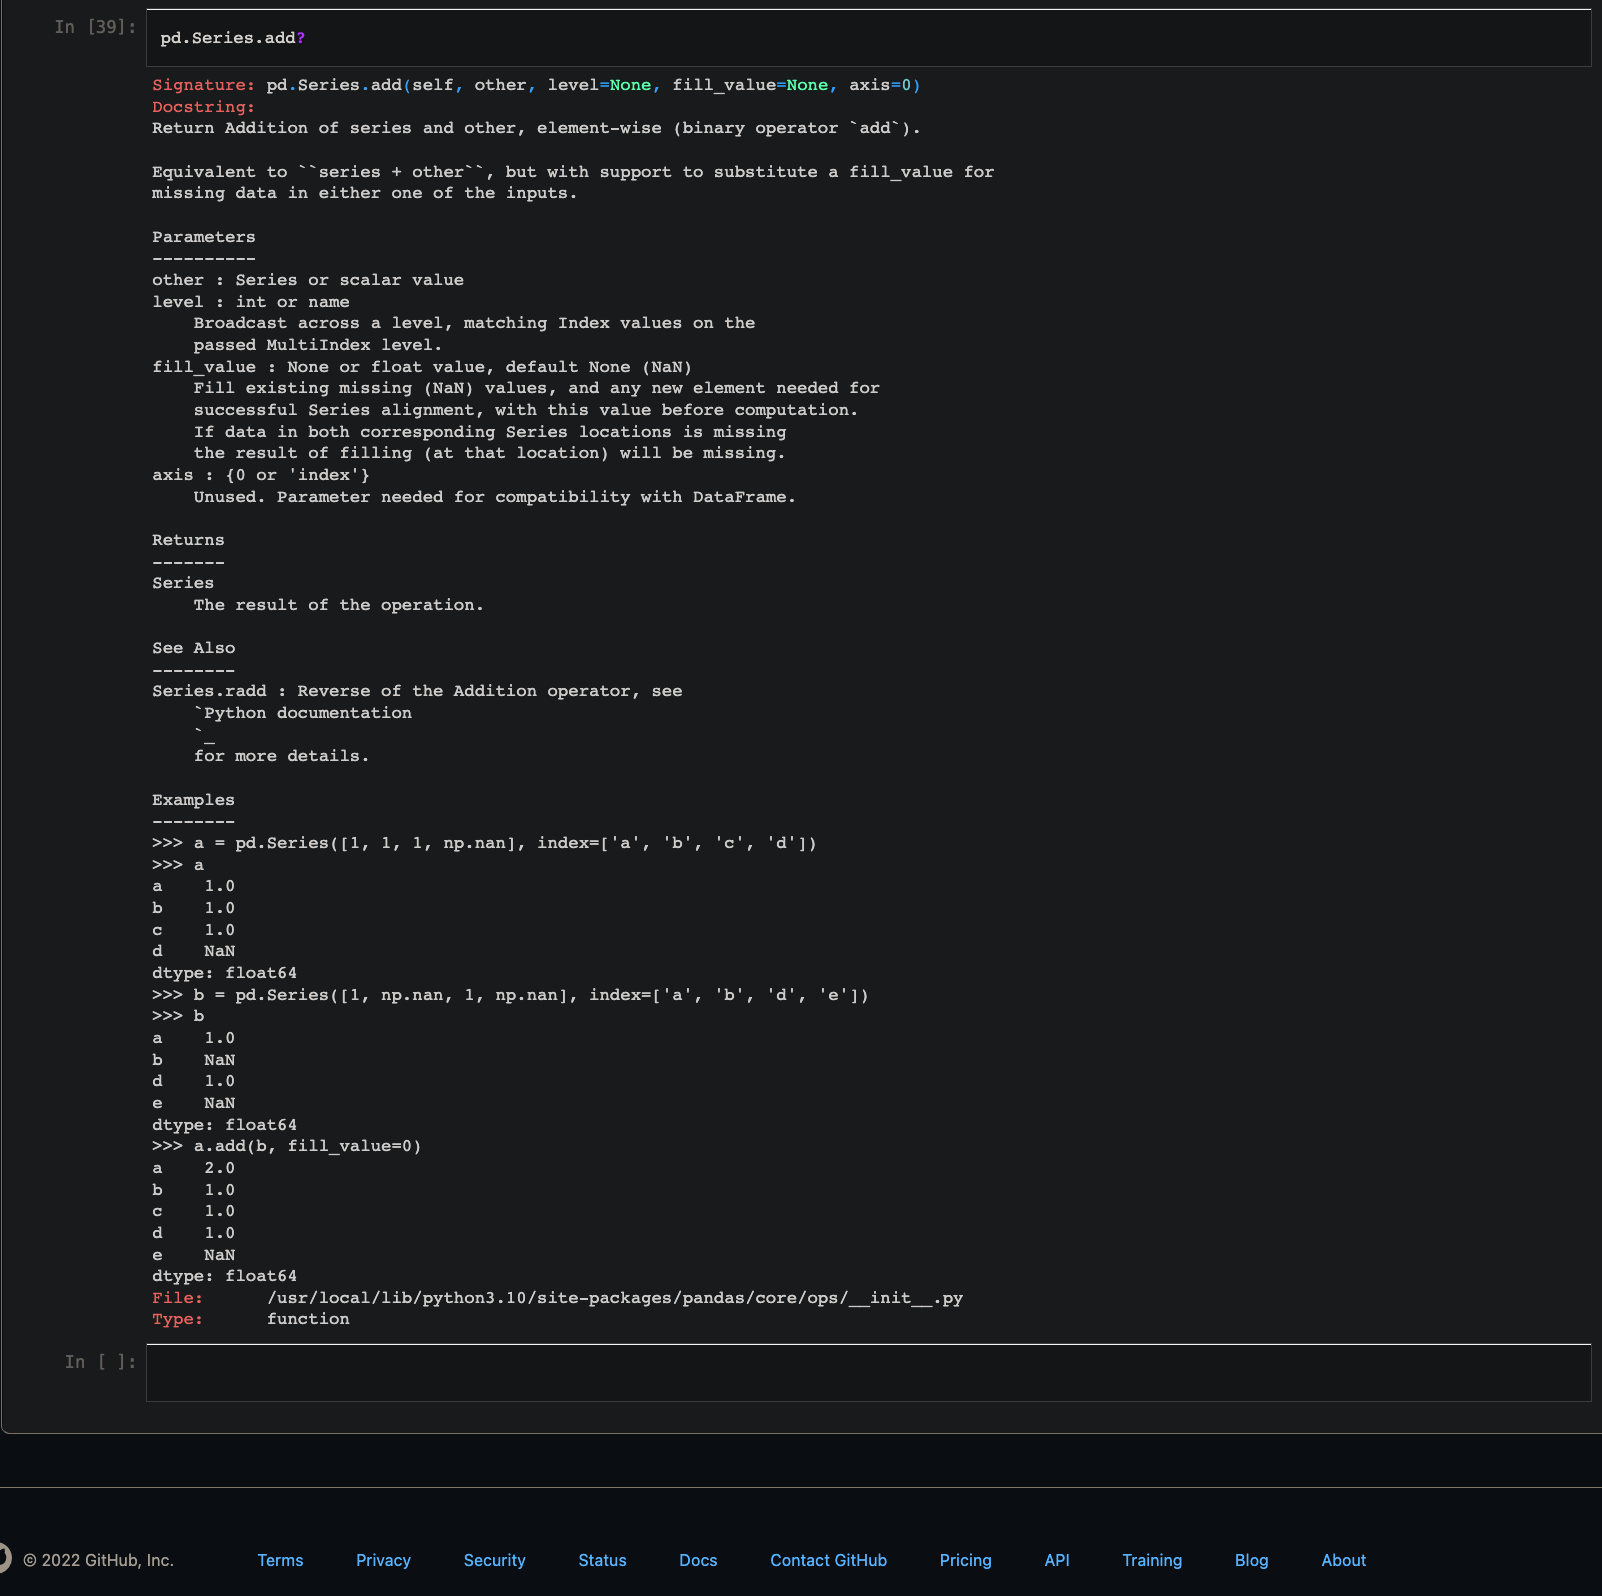 In [39]:
pd.Series.add?
Signature: pd.Series.add(self, other, level=None, fill_value=None, axis=0)
Docstring:
Return Addition of series and other, element-wise (binary operator `add`).
Equivalent to ``series + other``, but with support to substitute a fill_value for
missing data in either one of the inputs.
Parameters
----------
other : Series or scalar value
level : int or name
    Broadcast across a level, matching Index values on the
    passed MultiIndex level.
fill_value : None or float value, default None (NaN)
    Fill existing missing (NaN) values, and any new element needed for
    successful Series alignment, with this value before computation.
    If data in both corresponding Series locations is missing
    the result of filling (at that location) will be missing.
axis : {0 or 'index'}
    Unused. Parameter needed for compatibility with DataFrame.
Returns
-------
Series
    The result of the operation.
See Also
--------
Series.radd : Reverse of the Addition operator, see
    `Python documentation
    `_
    for more details.
Examples
--------
>>> a = pd.Series([1, 1, 1, np.nan], index=['a', 'b', 'c', 'd'])
>>> a
a    1.0
b    1.0
c    1.0
d    NaN
dtype: float64
>>> b = pd.Series([1, np.nan, 1, np.nan], index=['a', 'b', 'd', 'e'])
>>> b
a    1.0
b    NaN
d    1.0
e    NaN
dtype: float64
>>> a.add(b, fill_value=0)
a    2.0
b    1.0
c    1.0
d    1.0
e    NaN
dtype: float64
File:      /usr/local/lib/python3.10/site-packages/pandas/core/ops/__init__.py
Type:      function
In [ ]:
© 2022 GitHub, Inc. Terms Privacy Security Status Docs Contact GitHub Pricing API Training Blog About